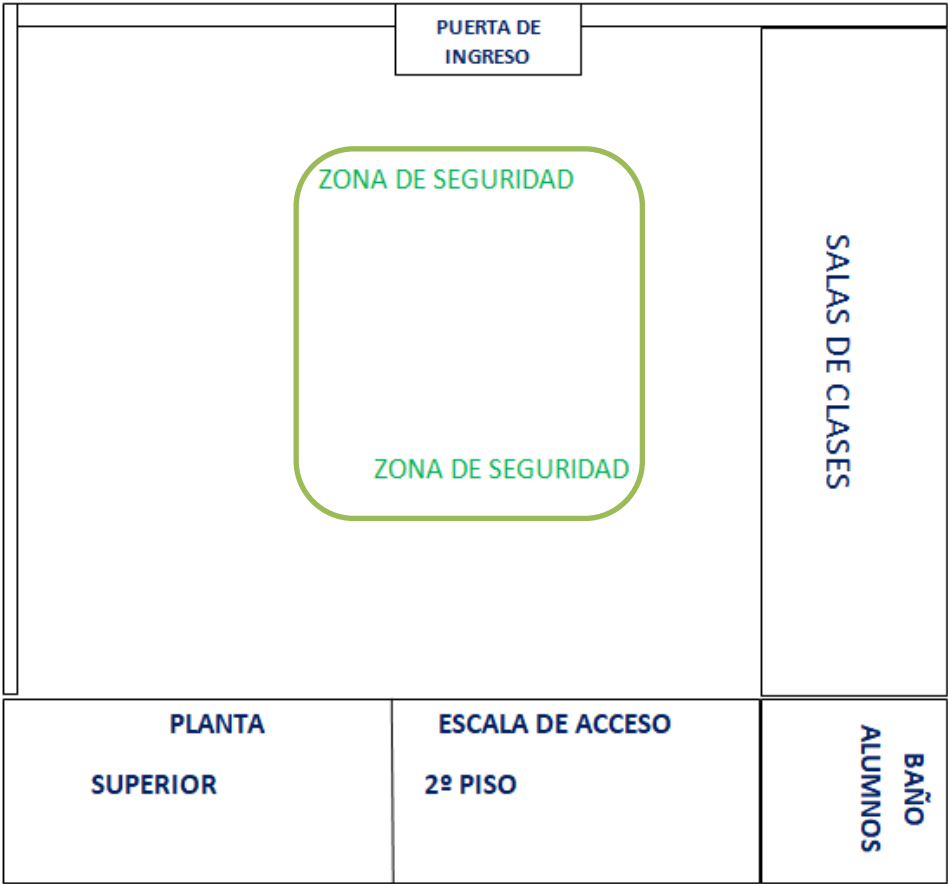 PUERTA DE
INGRESO
ZONA DE SEGURIDAD
ZONA DE SEGURIDAD
SALAS DE CLASES
PLANTA
SUPERIOR
ESCALA DE ACCESO
2º PISO
BAÑO
ALUMNOS